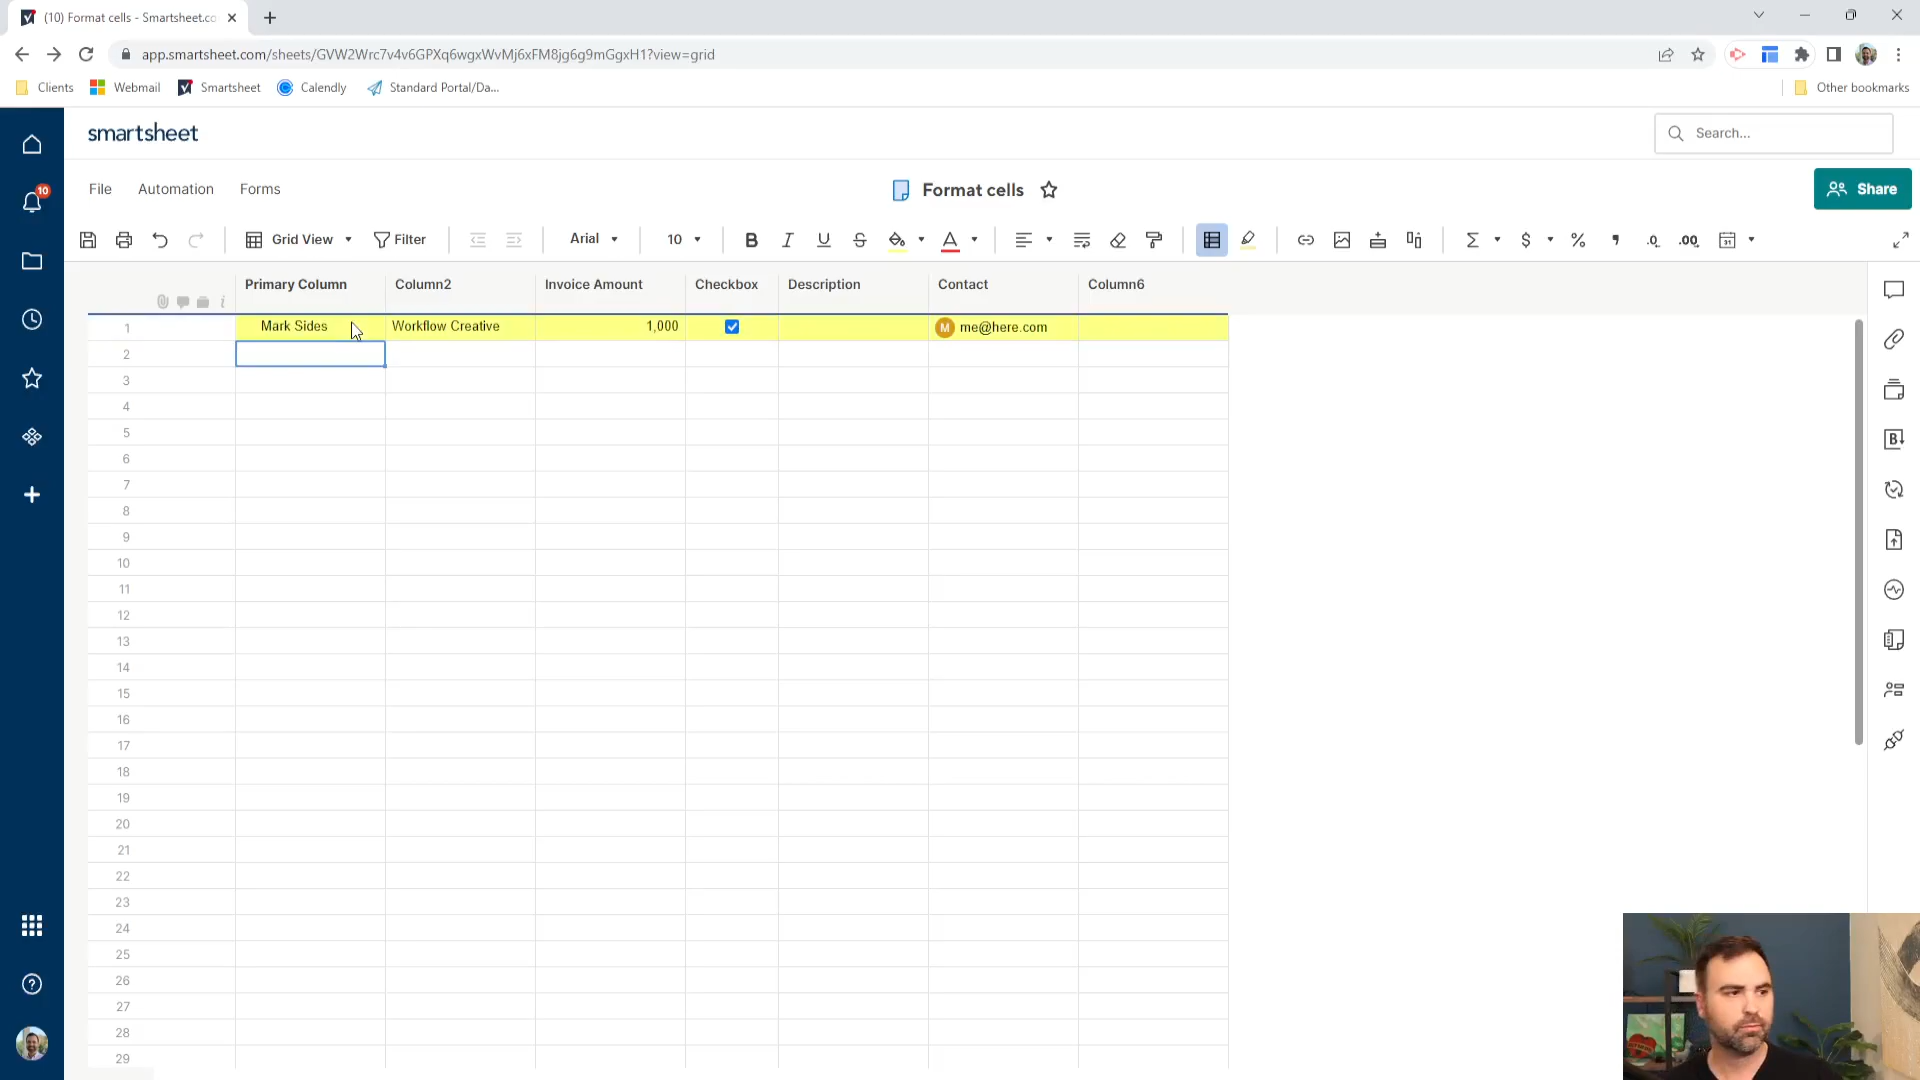 (10) Format cells - Smartsheet.co
app.smartsheet.com/sheets/GVW2Wrc7v4v6GPXq6wgxWvMj6xFM8jg6g9mGgxH1?view=grid
Clients Webmail Smartsheet Calendly Standard Portal/Da... Other bookmarks
smartsheet
Search...
10
File Automation Forms
Format cells
Share
Grid View Filter Arial 10 B I U S A Σ $ % .0 .00 31
Primary Column Column2 Invoice Amount Checkbox Description Contact Column6
1 Mark Sides Workflow Creative 1,000 M me@here.com
2
3
4
5
6
7
8
9
10
11
12
13
14
15
16
17
18
19
20
21
22
23
24
25
26
27
28
29